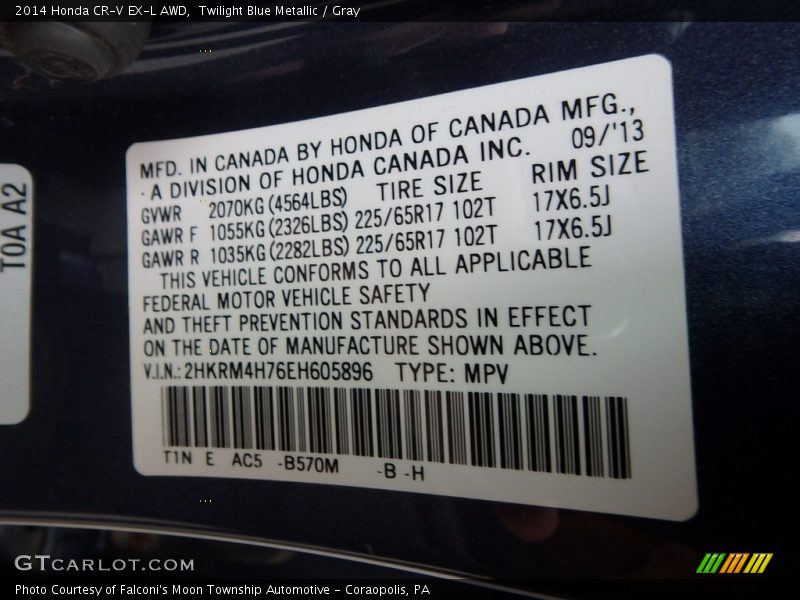 2014 Honda CR-V EX-L AWD,  Twilight Blue Metallic / Gray
TOA A2
MFD. IN CANADA BY HONDA OF CANADA MFG.,
A DIVISION OF HONDA CANADA INC. 09/'13
GVWR 2070KG(4564LBS) TIRE SIZE RIM SIZE
GAWR F 1055KG(2326LBS) 225/65R17 102T 17X6.5J
GAWR R 1035KG(2282LBS) 225/65R17 102T 17X6.5J
THIS VEHICLE CONFORMS TO ALL APPLICABLE
FEDERAL MOTOR VEHICLE SAFETY
AND THEFT PREVENTION STANDARDS IN EFFECT
ON THE DATE OF MANUFACTURE SHOWN ABOVE.
V.I.N.: 2HKRM4H76EH605896 TYPE: MPV
T1N E AC5 -B570M -B -H
GTCARLOT.COM
Photo Courtesy of Falconi's Moon Township Automotive - Coraopolis, PA